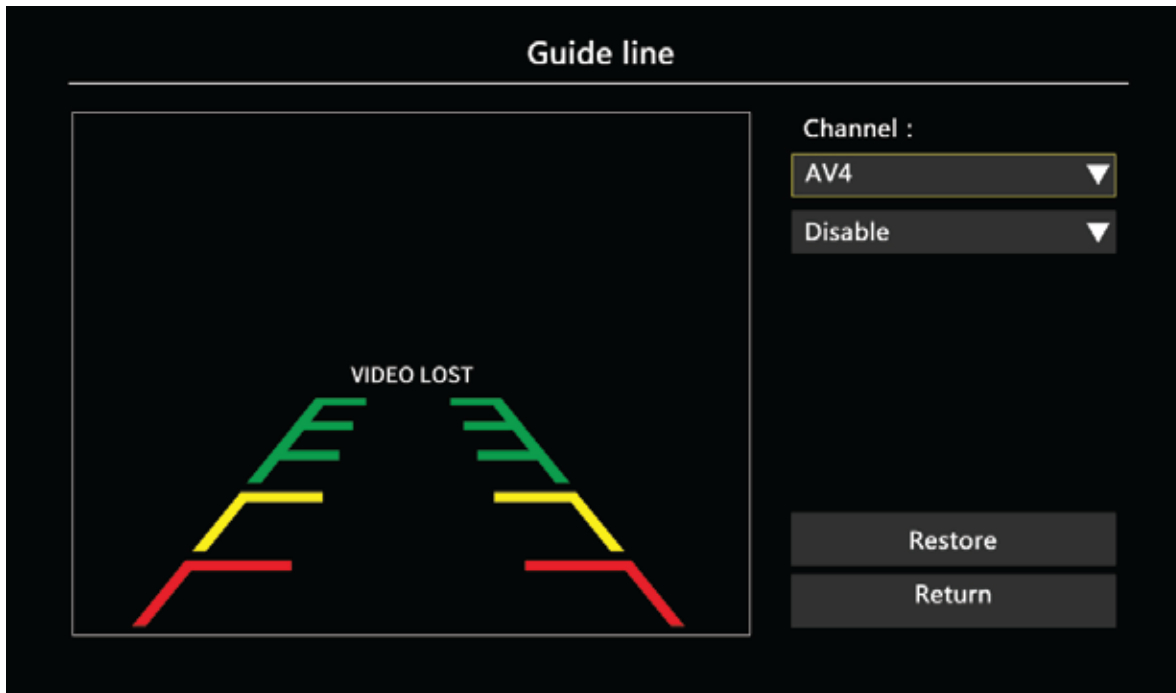 Guide line
VIDEO LOST
Channel :
AV4
Disable
Restore
Return